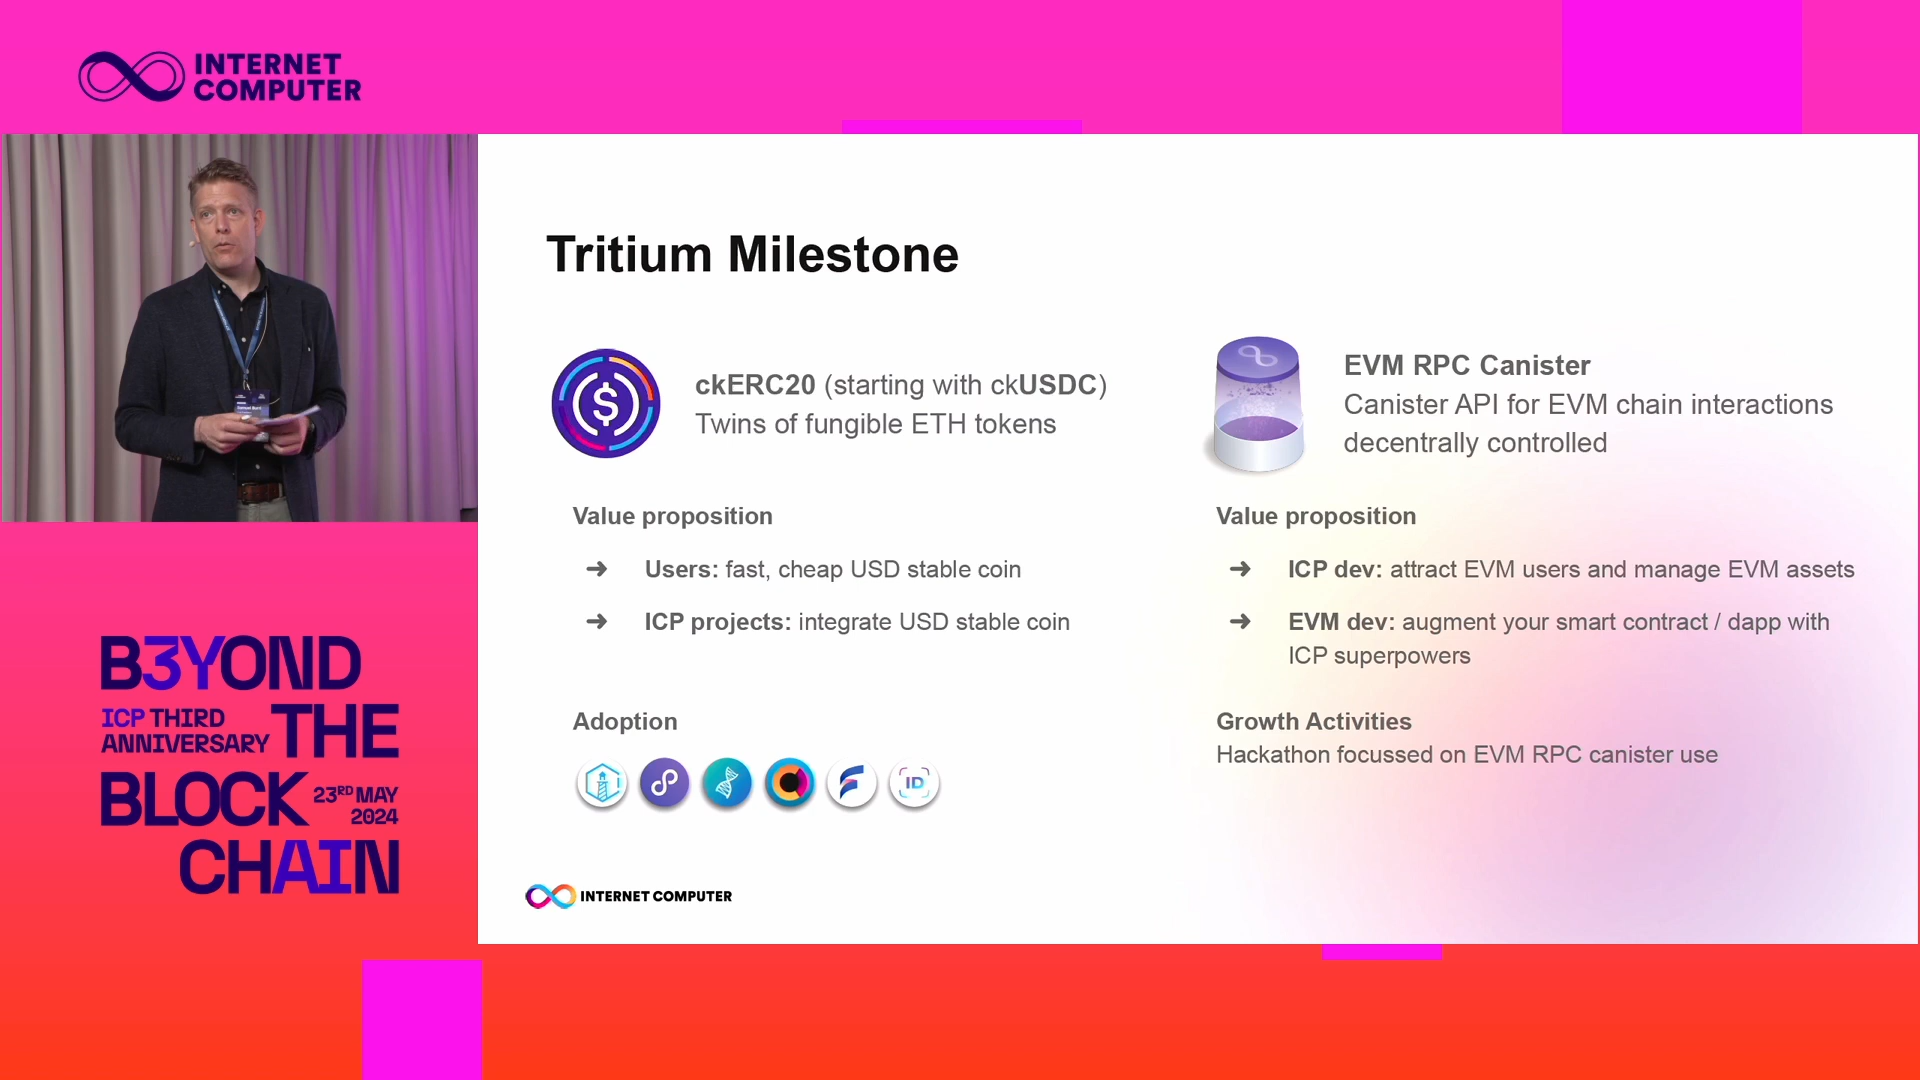 INTERNET
COMPUTER
Tritium Milestone
ckERC20 (starting with ckUSDC)
Twins of fungible ETH tokens
Value proposition
➔ Users: fast, cheap USD stable coin
➔ ICP projects: integrate USD stable coin
Adoption
ID
EVM RPC Canister
Canister API for EVM chain interactions
decentrally controlled
Value proposition
➔ ICP dev: attract EVM users and manage EVM assets
➔ EVM dev: augment your smart contract / dapp with
ICP superpowers
Growth Activities
Hackathon focussed on EVM RPC canister use
INTERNET COMPUTER
B3YOND
ICP THIRD
ANNIVERSARY
THE
BLOCK
23RD MAY
2024
CHAIN